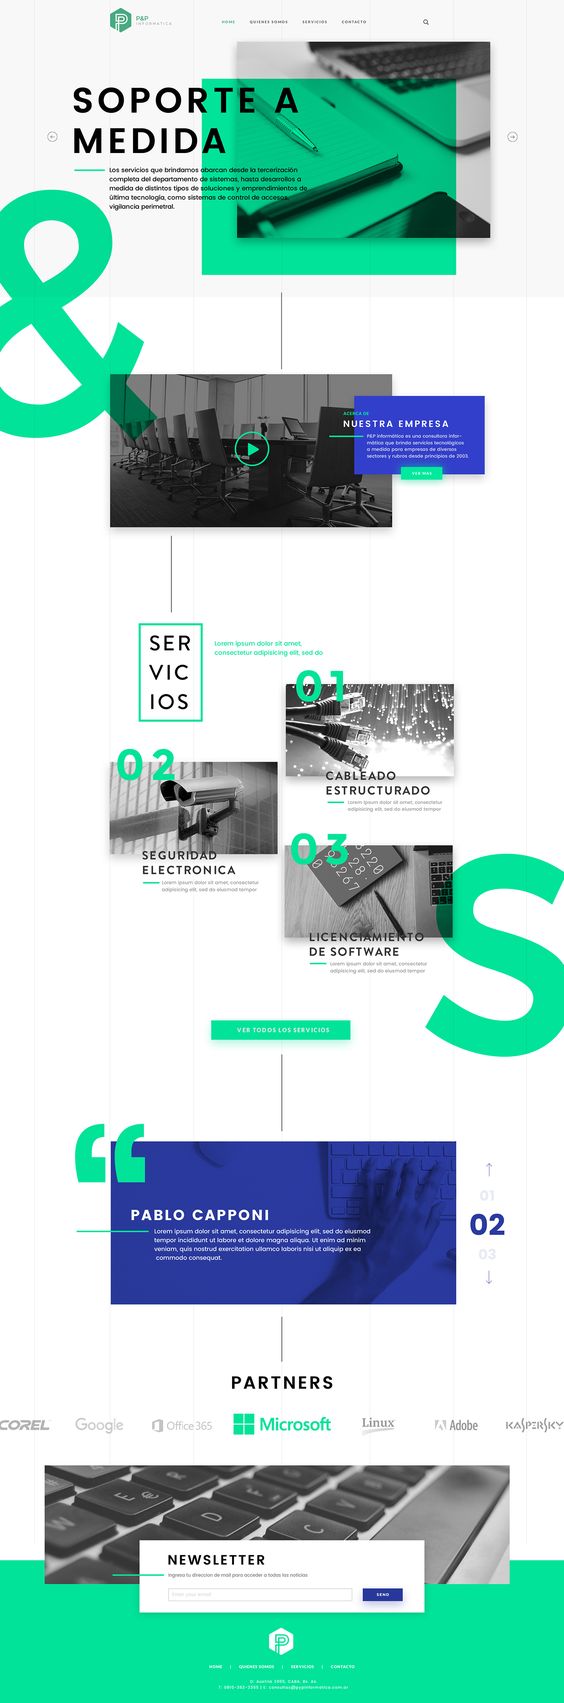 P&P
INFORMATICA
HOME
QUIENES SOMOS
SERVICIOS
CONTACTO
SOPORTE A
MEDIDA
Los servicios que brindamos abarcan desde la tercerización
completa del departamento de sistemas, hasta desarrollos a
medida de distintos tipos de soluciones y emprendimientos de
última tecnología, como sistemas de control de accesos,
vigilancia perimetral.
&
ACERCA DE
NUESTRA EMPRESA
P&P informática es una consultora infor-
mática que brinda servicios tecnológicos
a medida para empresas de diversos
sectores y rubros desde principios de 2003.
VER MAS
SER
VIC
IOS
Lorem ipsum dolor sit amet,
consectetur adipisicing elit, sed do
01
CABLEADO
ESTRUCTURADO
Lorem ipsum dolor sit amet, consectetur
adipisicing elit, sed do eiusmod tempor
02
SEGURIDAD
ELECTRONICA
Lorem ipsum dolor sit amet, consectetur
adipisicing elit, sed do eiusmod tempor
03
LICENCIAMIENTO
DE SOFTWARE
Lorem ipsum dolor sit amet, consectetur
adipisicing elit, sed do eiusmod tempor
S
VER TODOS LOS SERVICIOS
“
PABLO CAPPONI
Lorem ipsum dolor sit amet, consectetur adipisicing elit, sed do eiusmod
tempor incididunt ut labore et dolore magna aliqua. Ut enim ad minim
veniam, quis nostrud exercitation ullamco laboris nisi ut aliquip ex ea
commodo consequat.
01
02
03
PARTNERS
COREL
Google
Office 365
Microsoft
Linux
Adobe
KASPERSKY
NEWSLETTER
Ingresa tu direccion de mail para acceder a todas las noticias
Enter your email
SEND
HOME | QUIENES SOMOS | SERVICIOS | CONTACTO